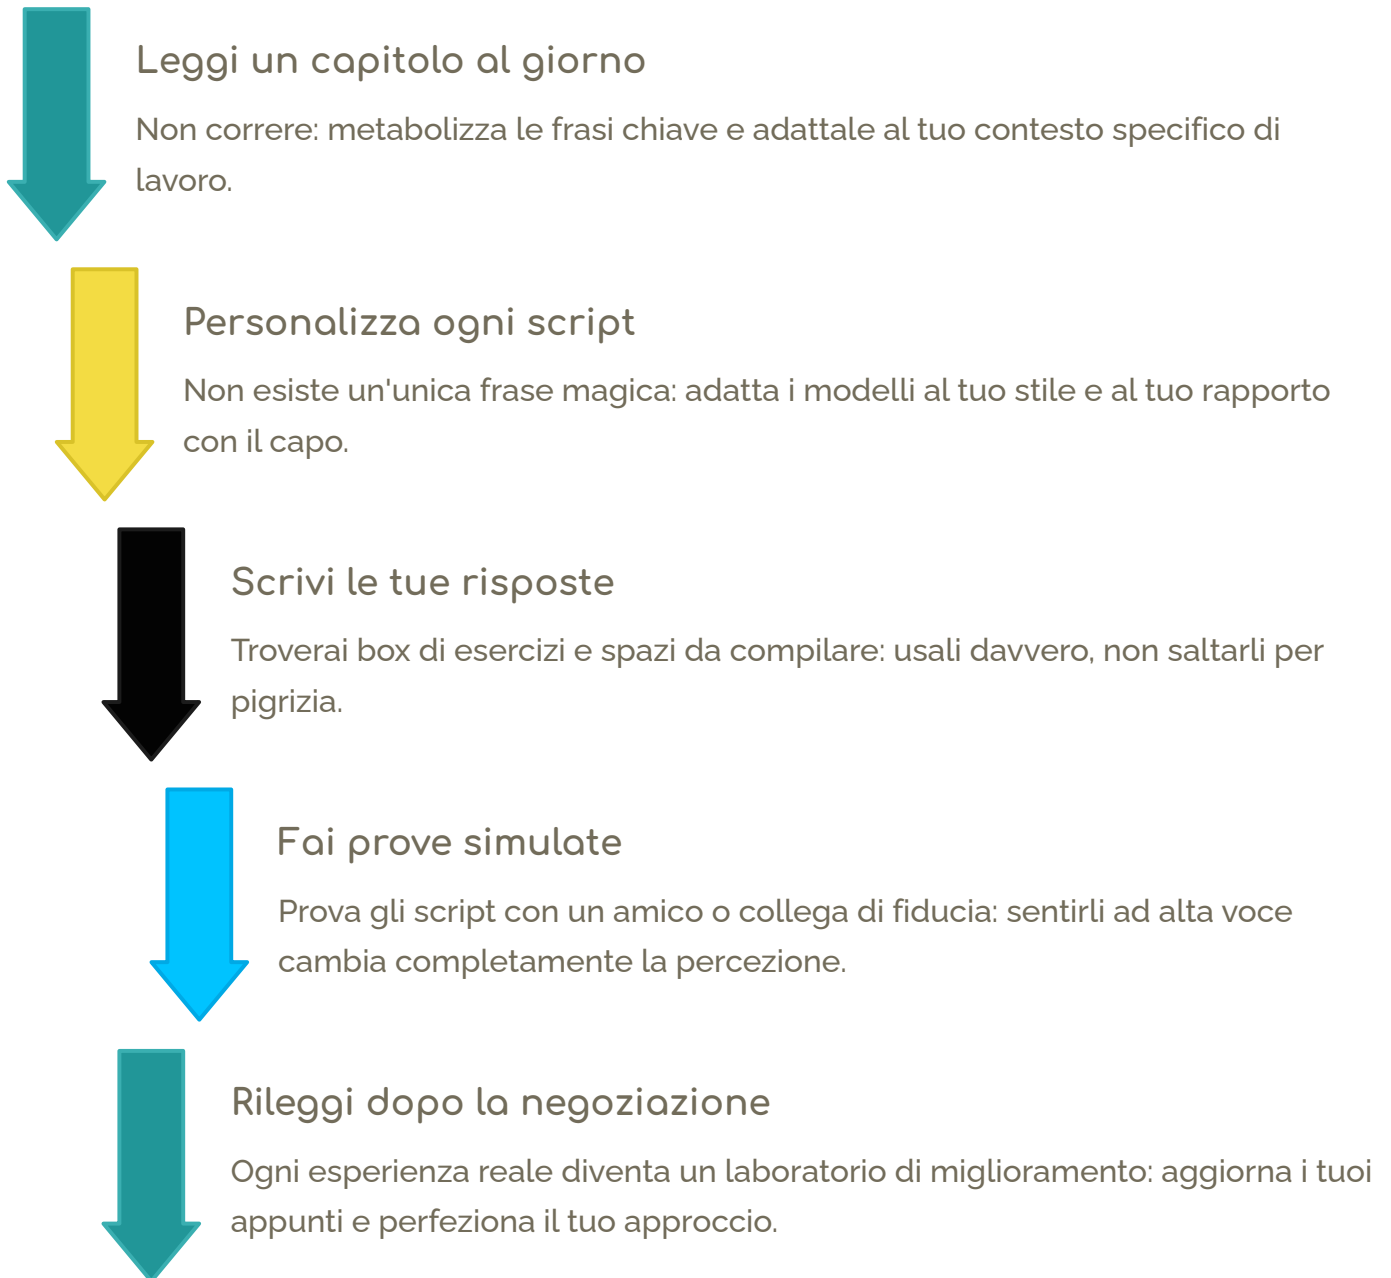 Leggi un capitolo al giorno
Non correre: metabolizza le frasi chiave e adattale al tuo contesto specifico di
lavoro.
Personalizza ogni script
Non esiste un'unica frase magica: adatta i modelli al tuo stile e al tuo rapporto
con il capo.
Scrivi le tue risposte
Troverai box di esercizi e spazi da compilare: usali davvero, non saltarli per
pigrizia.
Fai prove simulate
Prova gli script con un amico o collega di fiducia: sentirli ad alta voce
cambia completamente la percezione.
Rileggi dopo la negoziazione
Ogni esperienza reale diventa un laboratorio di miglioramento: aggiorna i tuoi
appunti e perfeziona il tuo approccio.